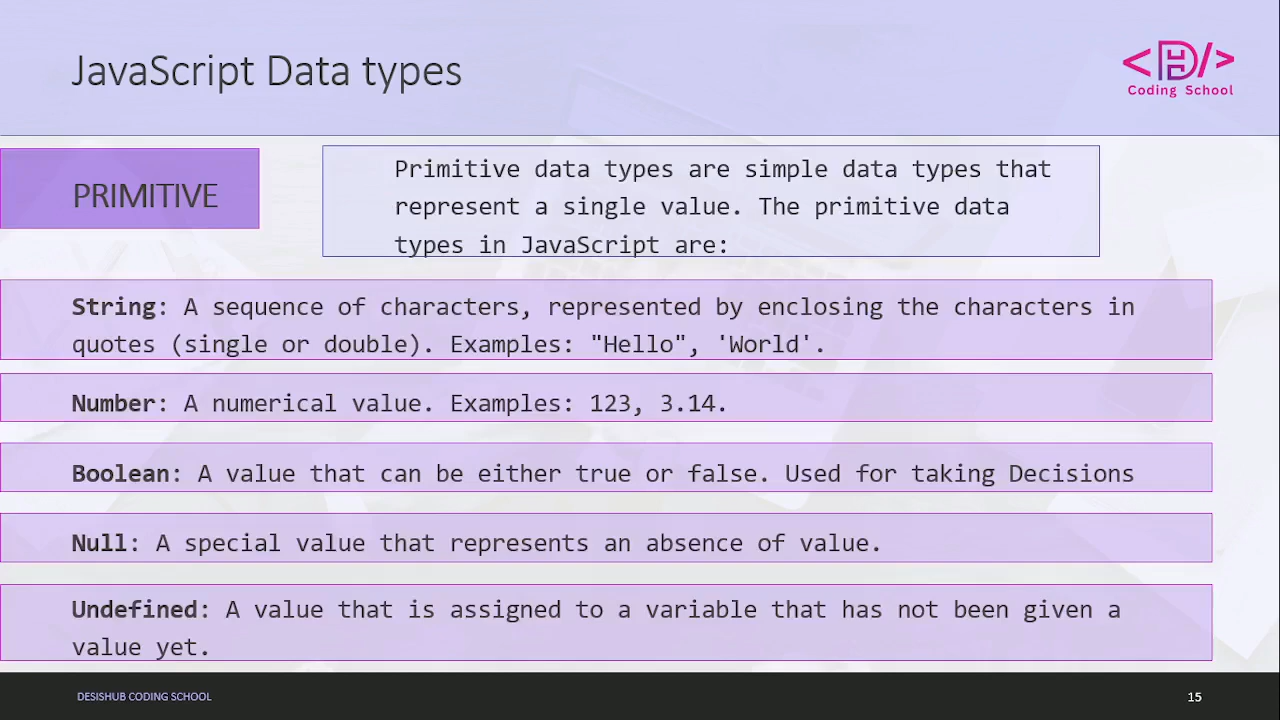 JavaScript Data types
<DH/>
Coding School
PRIMITIVE
Primitive data types are simple data types that
represent a single value. The primitive data
types in JavaScript are:
String: A sequence of characters, represented by enclosing the characters in
quotes (single or double). Examples: "Hello", 'World'.
Number: A numerical value. Examples: 123, 3.14.
Boolean: A value that can be either true or false. Used for taking Decisions
Null: A special value that represents an absence of value.
Undefined: A value that is assigned to a variable that has not been given a
value yet.
DESISHUB CODING SCHOOL
15